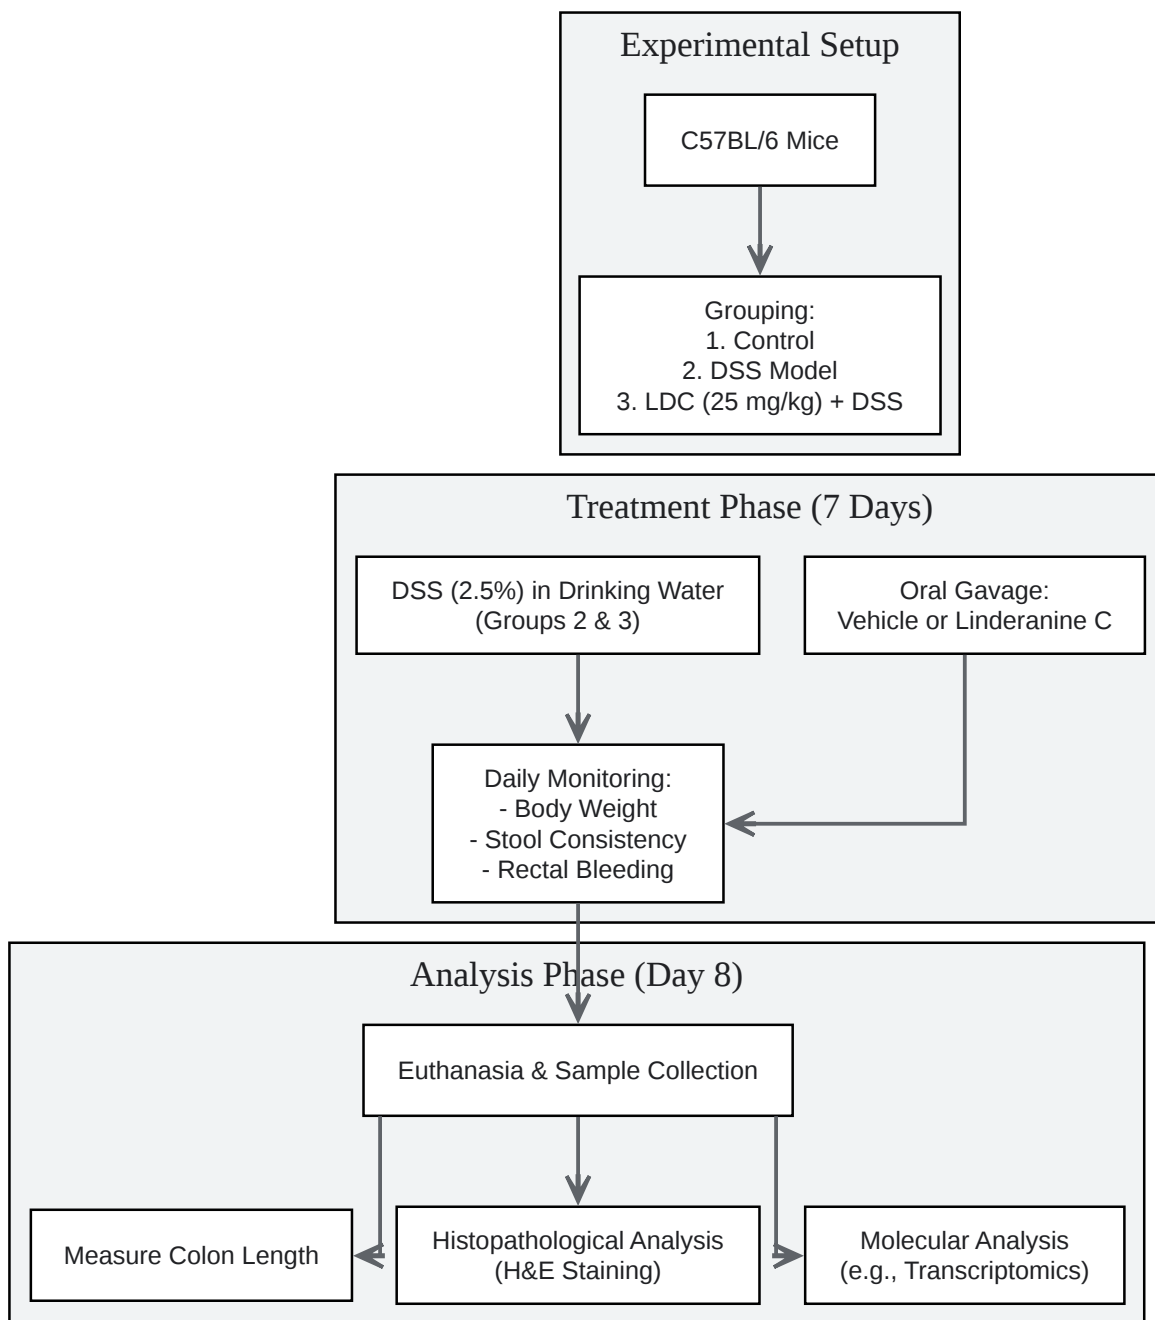 Experimental Setup
C57BL/6 Mice
Grouping:
1. Control
2. DSS Model
3. LDC (25 mg/kg) + DSS
Treatment Phase (7 Days)
DSS (2.5%) in Drinking Water
(Groups 2 & 3)
Oral Gavage:
Vehicle or Linderanine C
Daily Monitoring:
- Body Weight
- Stool Consistency
- Rectal Bleeding
Analysis Phase (Day 8)
Euthanasia & Sample Collection
Measure Colon Length
Histopathological Analysis
(H&E Staining)
Molecular Analysis
(e.g., Transcriptomics)